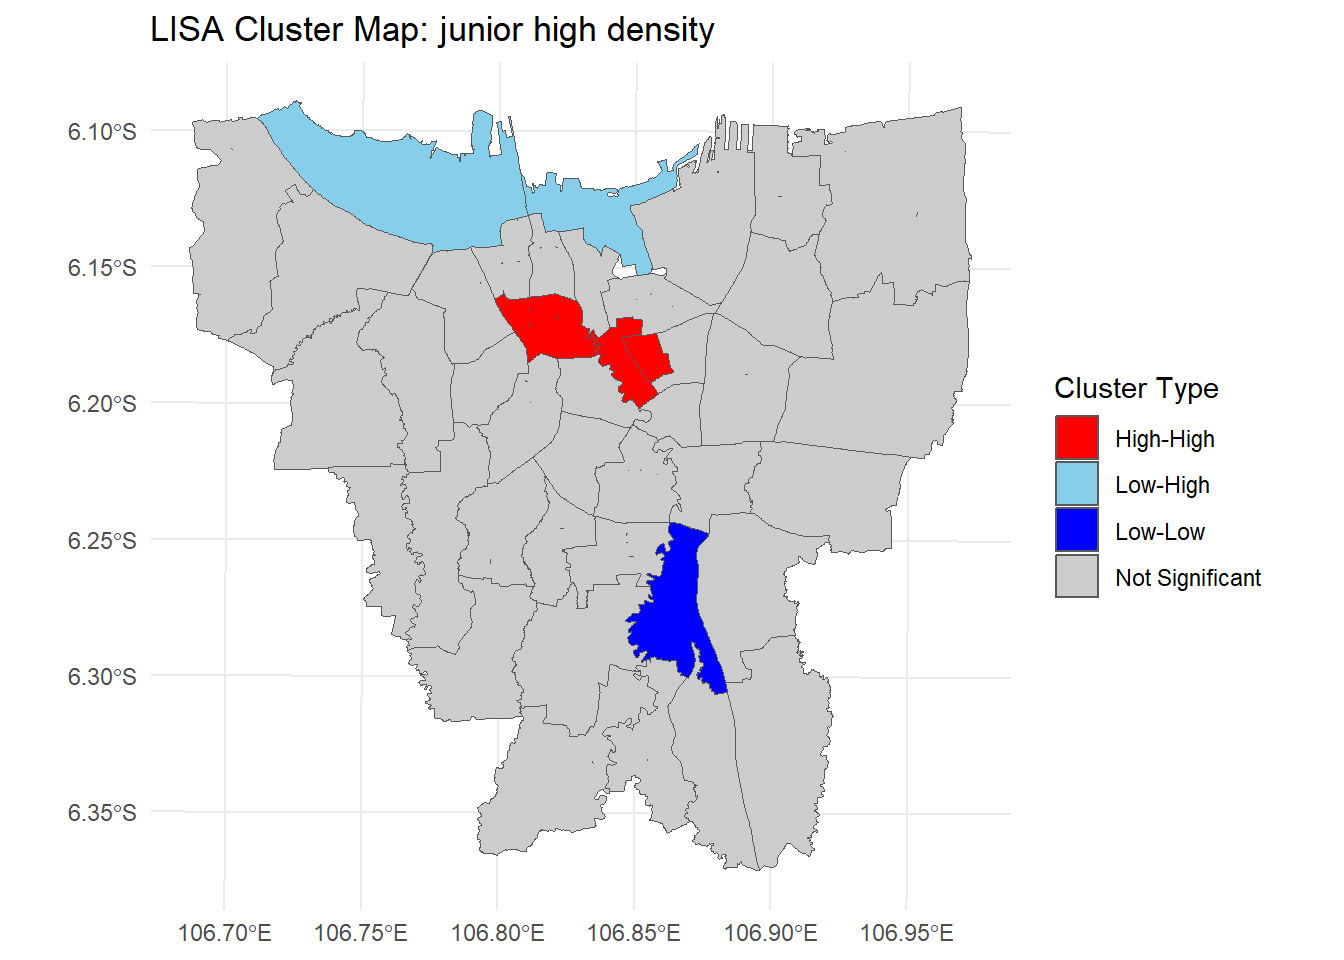 LISA Cluster Map: junior high density
6.10°S
6.15°S
6.20°S
6.25°S
6.30°S
6.35°S
106.70°E
106.75°E
106.80°E
106.85°E
106.90°E
106.95°E
Cluster Type
High-High
Low-High
Low-Low
Not Significant